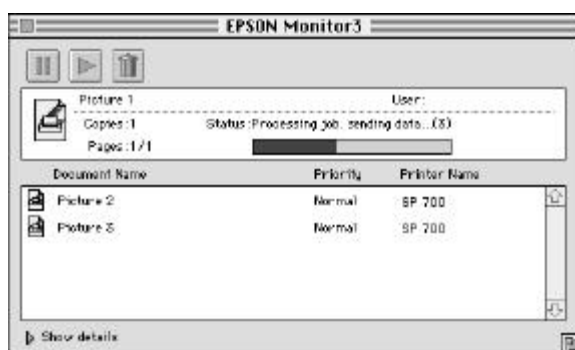 EPSON Monitor3
Picture 1 User:
Copies:1 Status:Processing job. sending data...(3)
Pages:1/1
Document Name Priority Printer Name
Picture 2 Normal SP 700
Picture 3 Normal SP 700
Show details